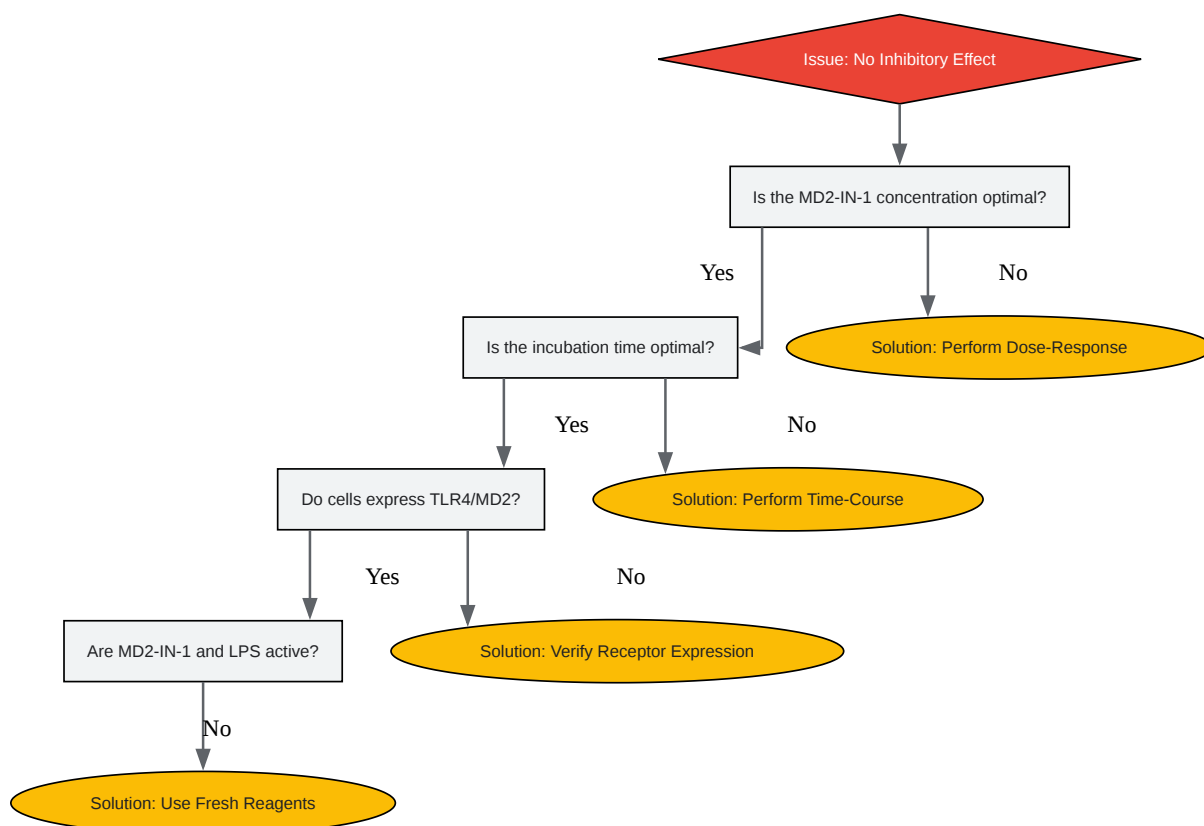 Issue: No Inhibitory Effect
Is the MD2-IN-1 concentration optimal?
Yes
No
Is the incubation time optimal?
Solution: Perform Dose-Response
Yes
No
Do cells express TLR4/MD2?
Solution: Perform Time-Course
Yes
No
Are MD2-IN-1 and LPS active?
Solution: Verify Receptor Expression
No
Solution: Use Fresh Reagents